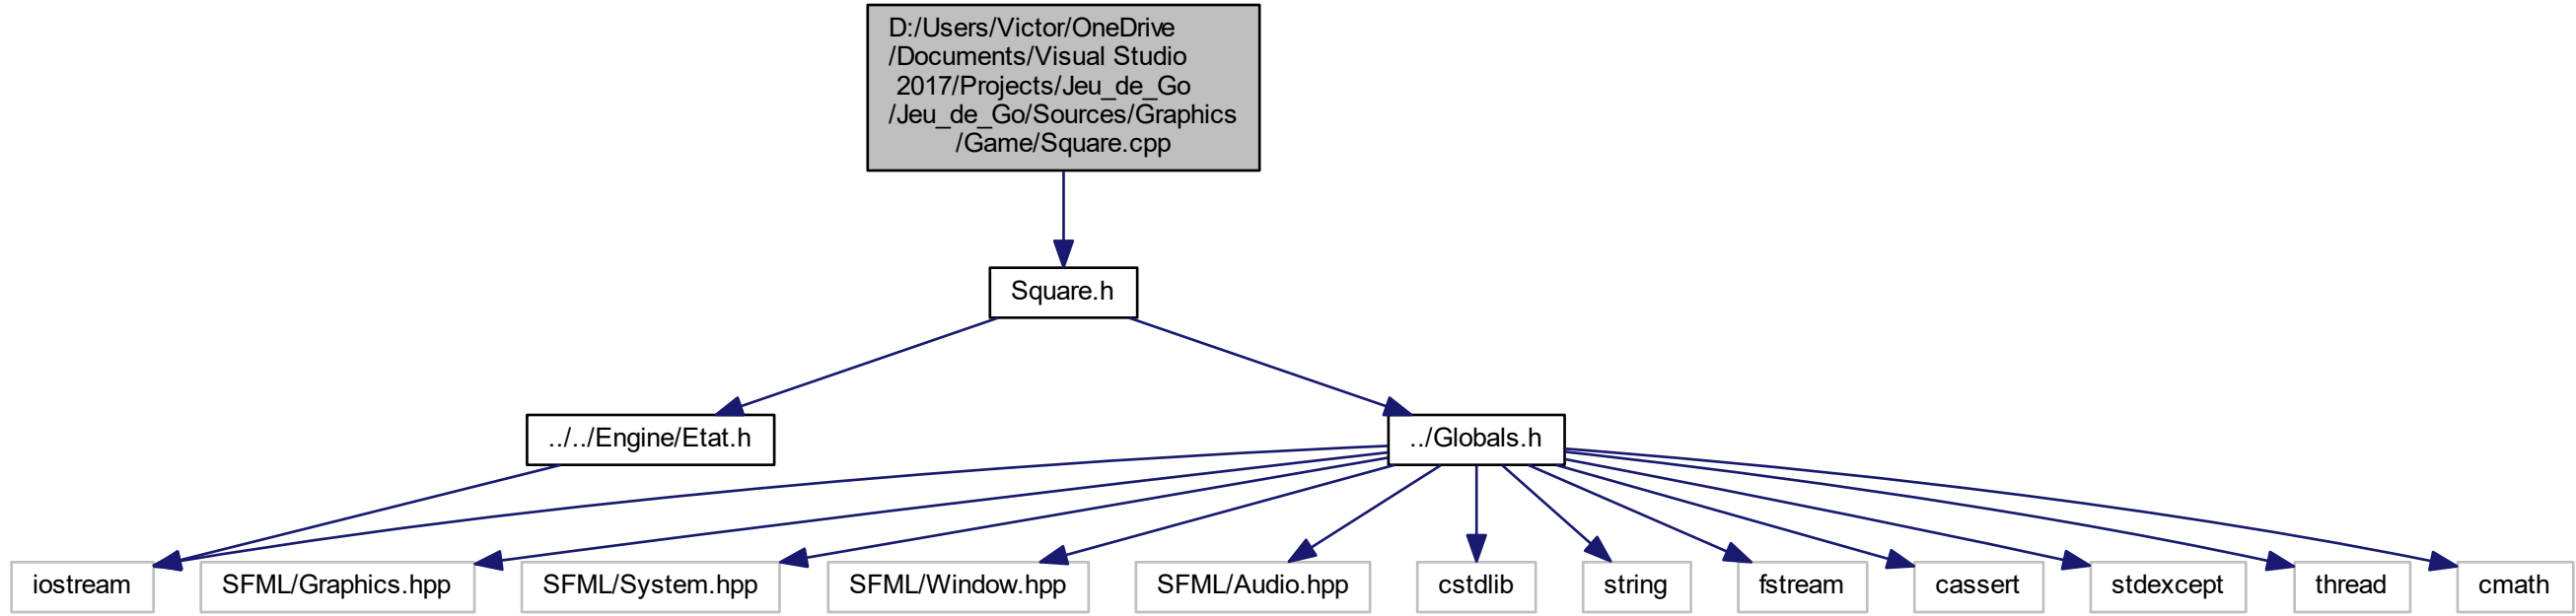 D:/Users/Victor/OneDrive
/Documents/Visual Studio
2017/Projects/Jeu_de_Go
/Jeu_de_Go/Sources/Graphics
/Game/Square.cpp
Square.h
../../Engine/Etat.h
../Globals.h
iostream
SFML/Graphics.hpp
SFML/System.hpp
SFML/Window.hpp
SFML/Audio.hpp
cstdlib
string
fstream
cassert
stdexcept
thread
cmath